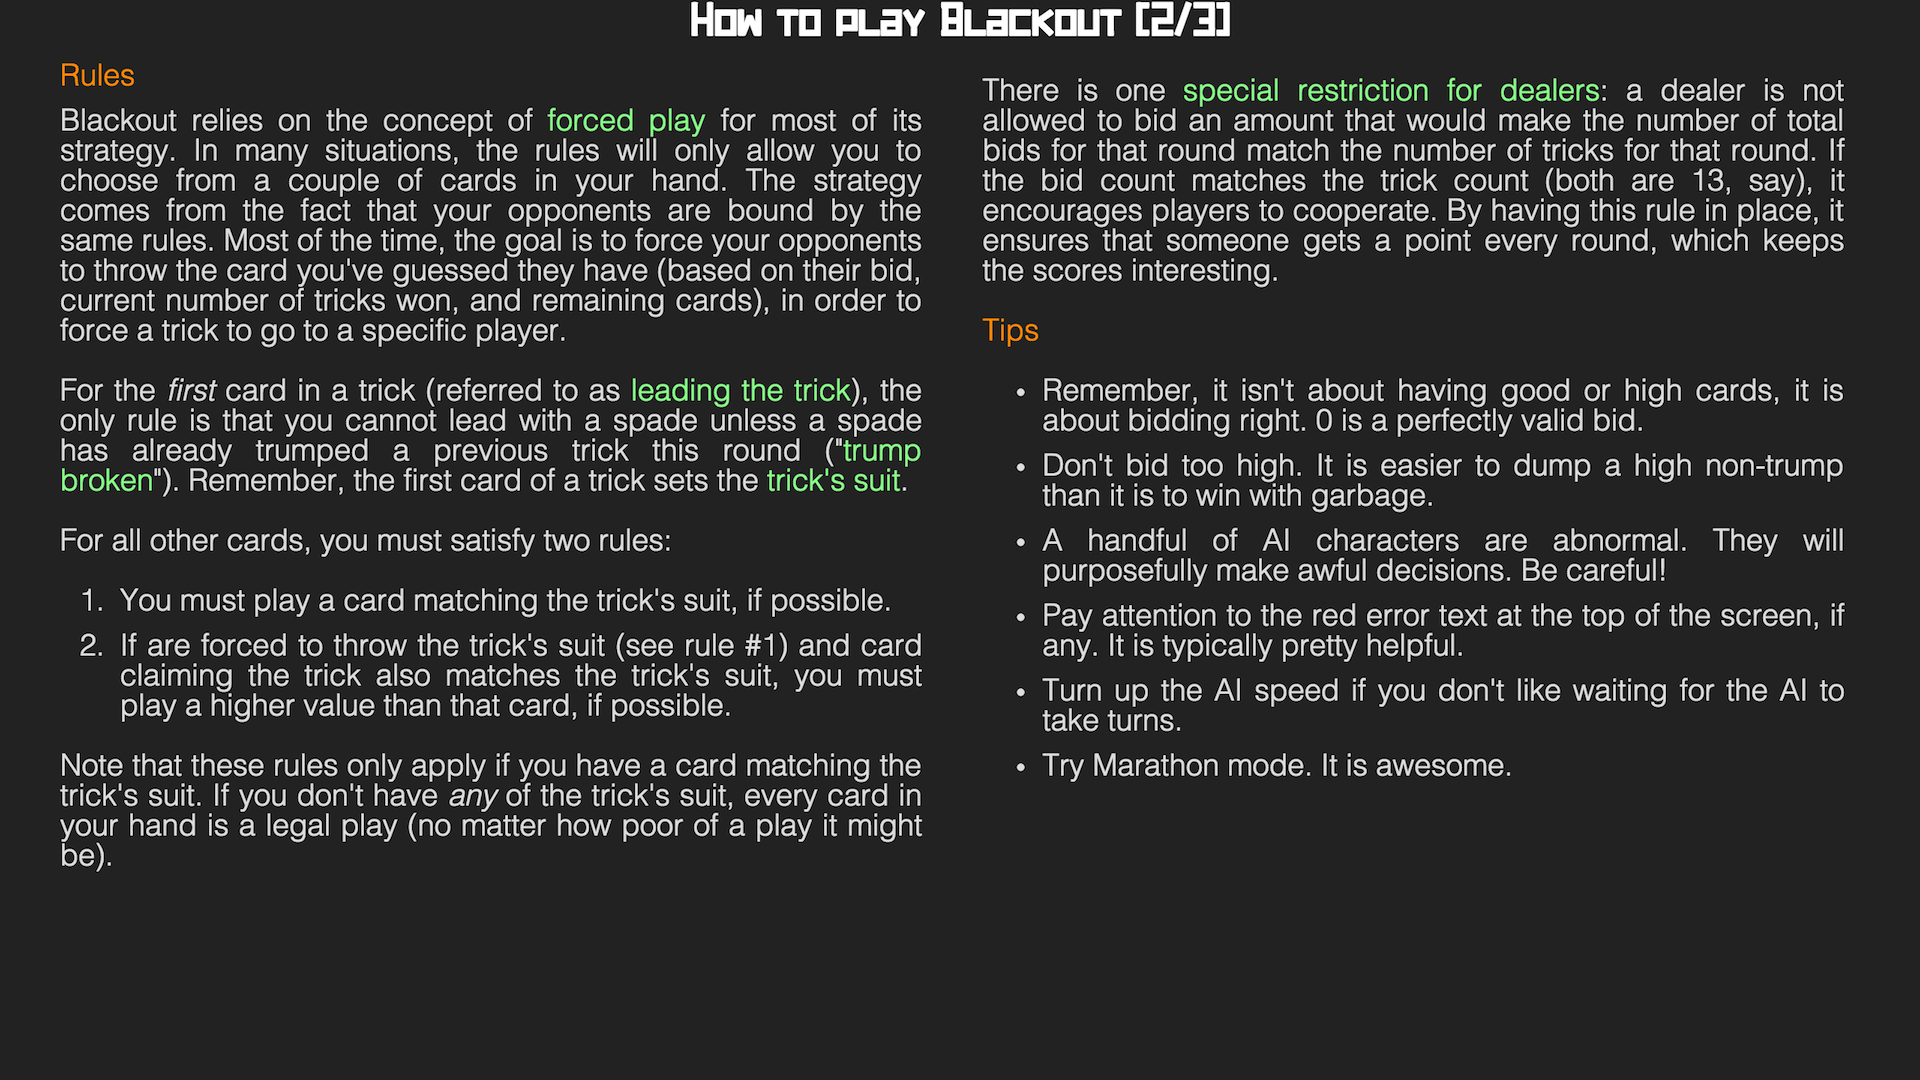 How to play Blackout [2/3]
Rules
Blackout relies on the concept of forced play for most of its
strategy. In many situations, the rules will only allow you to
choose from a couple of cards in your hand. The strategy
comes from the fact that your opponents are bound by the
same rules. Most of the time, the goal is to force your opponents
to throw the card you've guessed they have (based on their bid,
current number of tricks won, and remaining cards), in order to
force a trick to go to a specific player.
For the first card in a trick (referred to as leading the trick), the
only rule is that you cannot lead with a spade unless a spade
has already trumped a previous trick this round ("trump
broken"). Remember, the first card of a trick sets the trick's suit.
For all other cards, you must satisfy two rules:
1. You must play a card matching the trick's suit, if possible.
2. If are forced to throw the trick's suit (see rule #1) and card
claiming the trick also matches the trick's suit, you must
play a higher value than that card, if possible.
Note that these rules only apply if you have a card matching the
trick's suit. If you don't have any of the trick's suit, every card in
your hand is a legal play (no matter how poor of a play it might
be).
There is one special restriction for dealers: a dealer is not
allowed to bid an amount that would make the number of total
bids for that round match the number of tricks for that round. If
the bid count matches the trick count (both are 13, say), it
encourages players to cooperate. By having this rule in place, it
ensures that someone gets a point every round, which keeps
the scores interesting.
Tips
• Remember, it isn't about having good or high cards, it is
about bidding right. 0 is a perfectly valid bid.
• Don't bid too high. It is easier to dump a high non-trump
than it is to win with garbage.
• A handful of AI characters are abnormal. They will
purposefully make awful decisions. Be careful!
• Pay attention to the red error text at the top of the screen, if
any. It is typically pretty helpful.
• Turn up the AI speed if you don't like waiting for the AI to
take turns.
• Try Marathon mode. It is awesome.